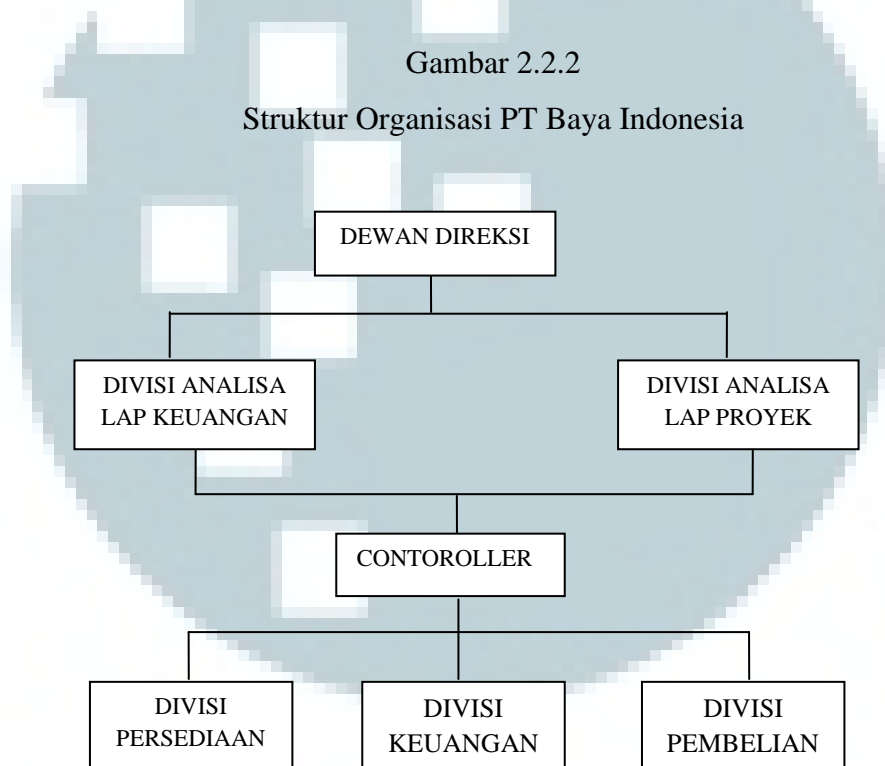 Gambar 2.2.2
Struktur Organisasi PT Baya Indonesia
DEWAN DIREKSI
DIVISI ANALISA
LAP KEUANGAN
DIVISI ANALISA
LAP PROYEK
CONTOROLLER
DIVISI
PERSEDIAAN
DIVISI
KEUANGAN
DIVISI
PEMBELIAN